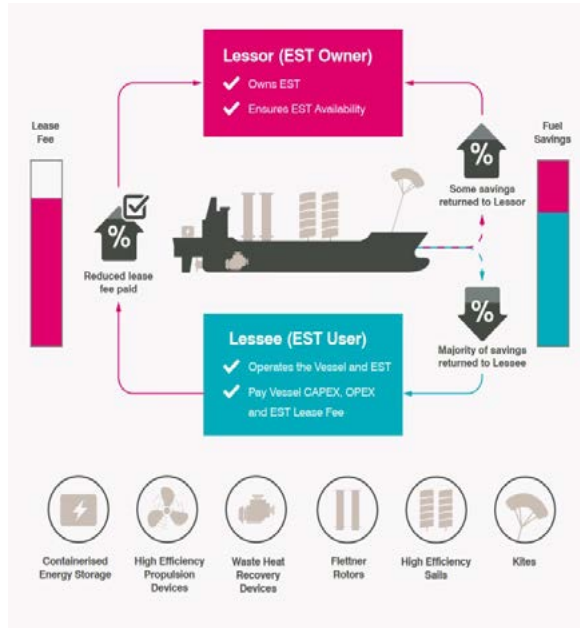 Lessor (EST Owner)
Owns EST
Ensures EST Availability
Lease
Fee
Fuel
Savings
%
Some savings
returned to Lessor
%
Reduced lease
fee paid
%
Majority of savings
returned to Lessee
Lessee (EST User)
Operates the Vessel and EST
Pay Vessel CAPEX, OPEX
and EST Lease Fee
Containerised
Energy Storage
High Efficiency
Propulsion
Devices
Waste Heat
Recovery
Devices
Flettner
Rotors
High Efficiency
Sails
Kites